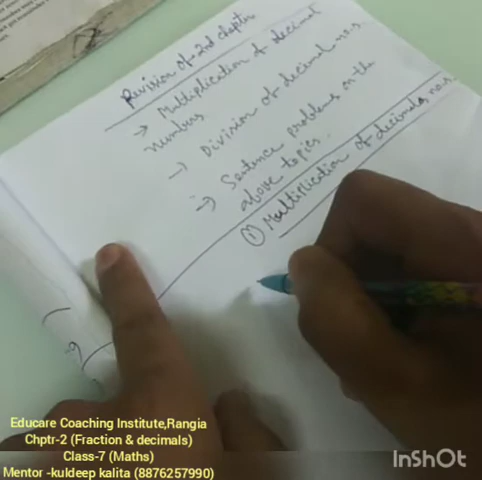 Revision of 2nd chapter
→ Multiplication of decimal
numbers
→ Division of decimal no.s
→ Sentence problems on the
above topics.
① Multiplication of decimals no.s
Educare Coaching Institute,Rangia
Chptr-2 (Fraction & decimals)
Class-7 (Maths)
Mentor -kuldeep kalita (8876257990)
InShOt